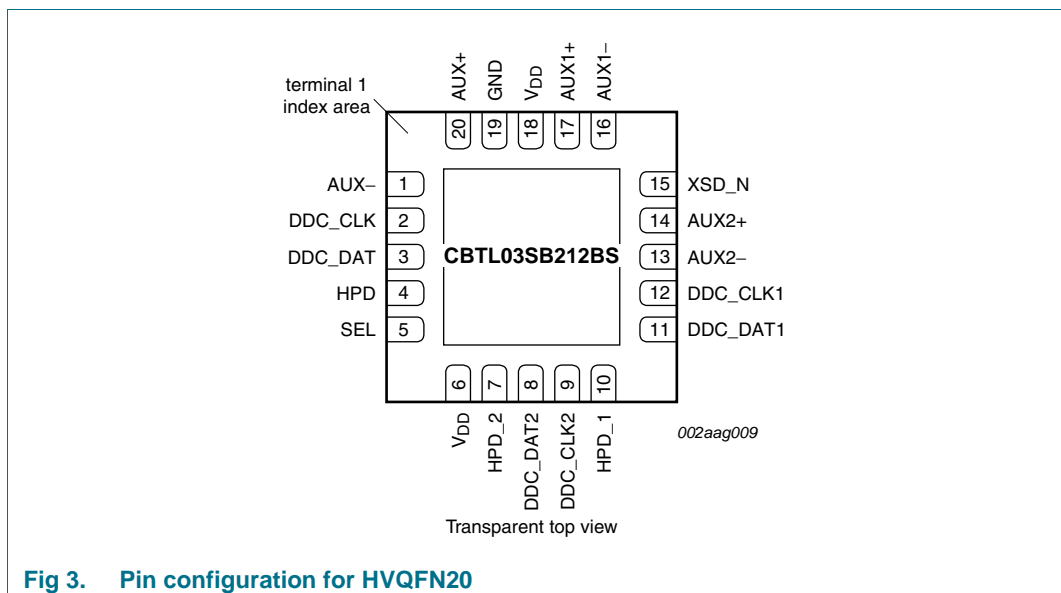 terminal 1
index area
AUX+
GND
VDD
AUX1+
AUX1−
20
19
18
17
16
AUX− 1
DDC_CLK 2
DDC_DAT 3
HPD 4
SEL 5
CBTL03SB212BS
15 XSD_N
14 AUX2+
13 AUX2−
12 DDC_CLK1
11 DDC_DAT1
6
7
8
9
10
VDD
HPD_2
DDC_DAT2
DDC_CLK2
HPD_1
002aag009
Transparent top view
Fig 3. Pin configuration for HVQFN20